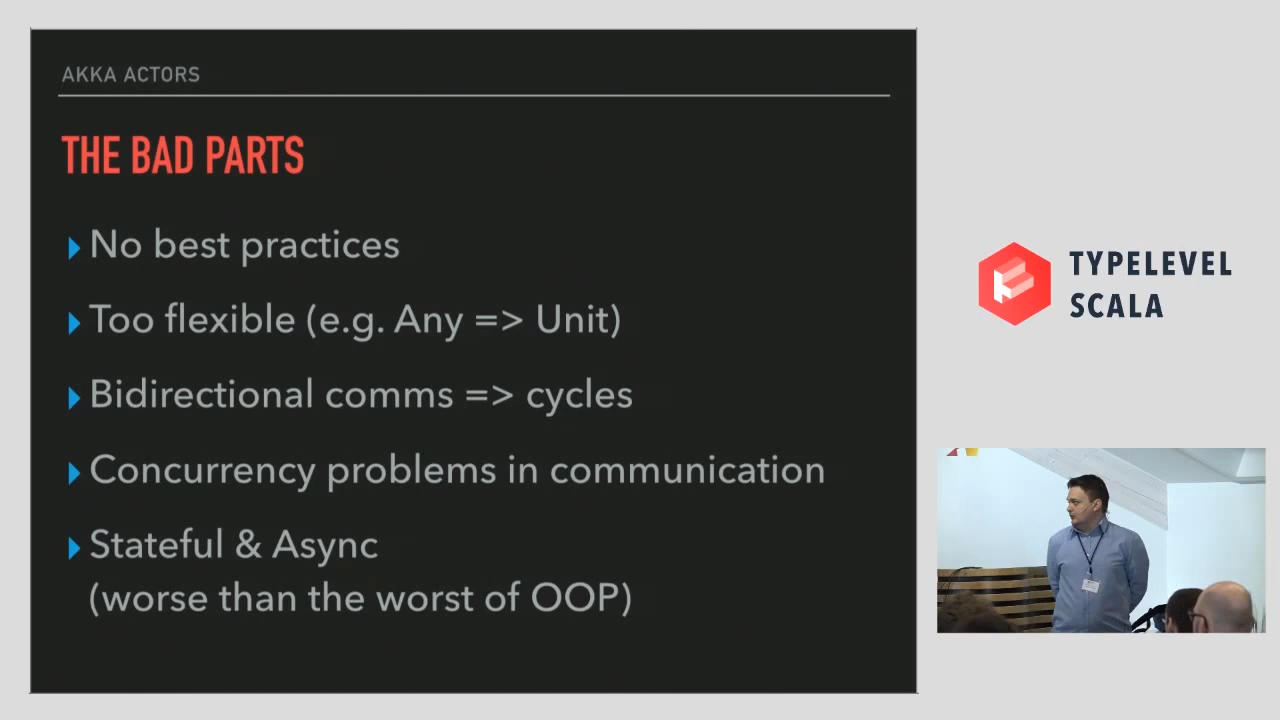 AKKA ACTORS
THE BAD PARTS
No best practices
Too flexible (e.g. Any => Unit)
Bidirectional comms => cycles
Concurrency problems in communication
Stateful & Async
(worse than the worst of OOP)
TYPELEVEL
SCALA